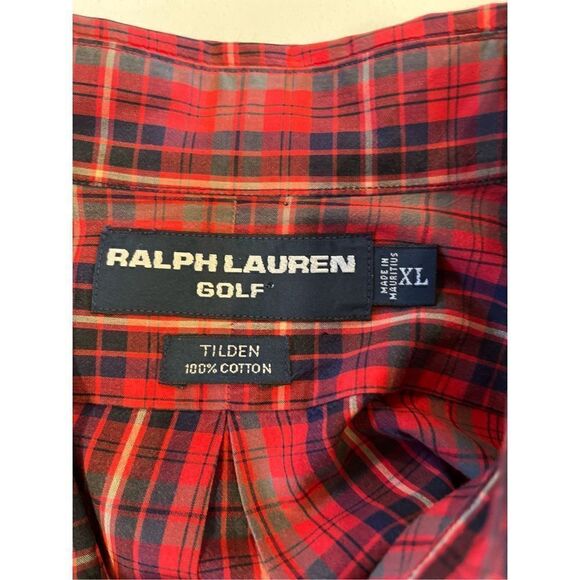 RALPH LAUREN
GOLF
MADE IN
MAURITIUS
XL
TILDEN
100% COTTON